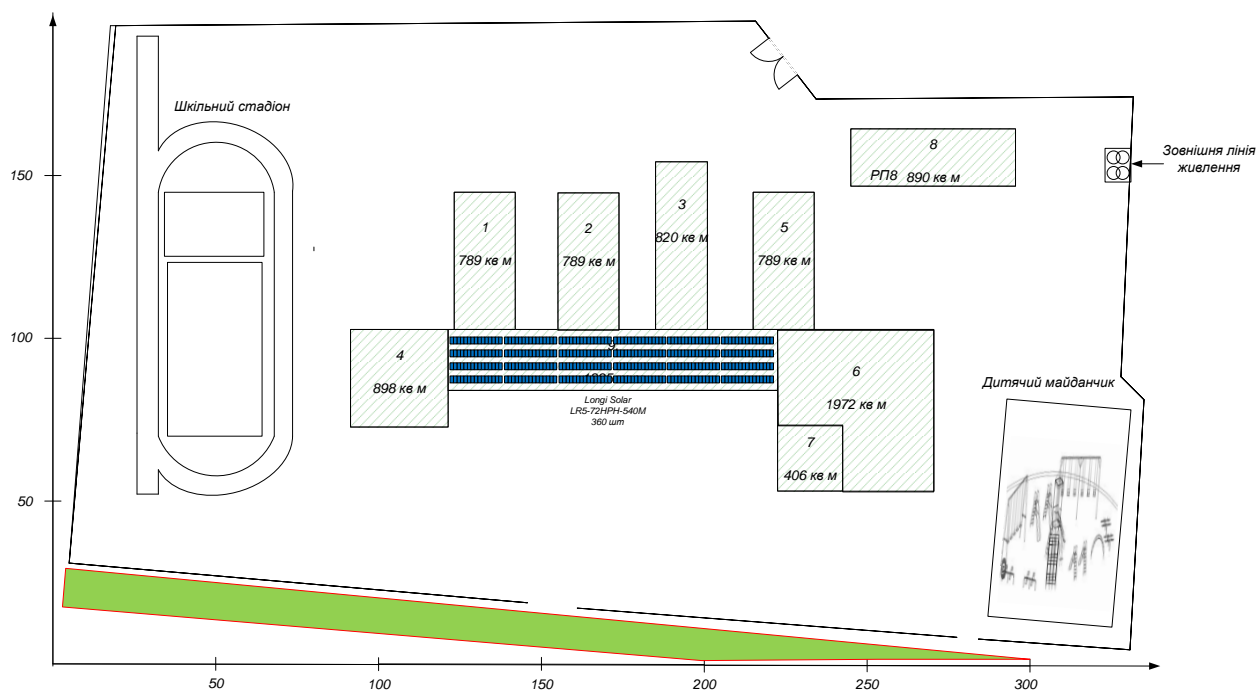 Шкільний стадіон
Зовнішня лінія
живлення
8
РП8 890 кв м
150
3
820 кв м
1
789 кв м
2
789 кв м
5
789 кв м
100
9
4
898 кв м
6
1972 кв м
Longi Solar
LR5-72HPH-540M
360 шт
Дитячий майданчик
7
406 кв м
50
50
100
150
200
250
300